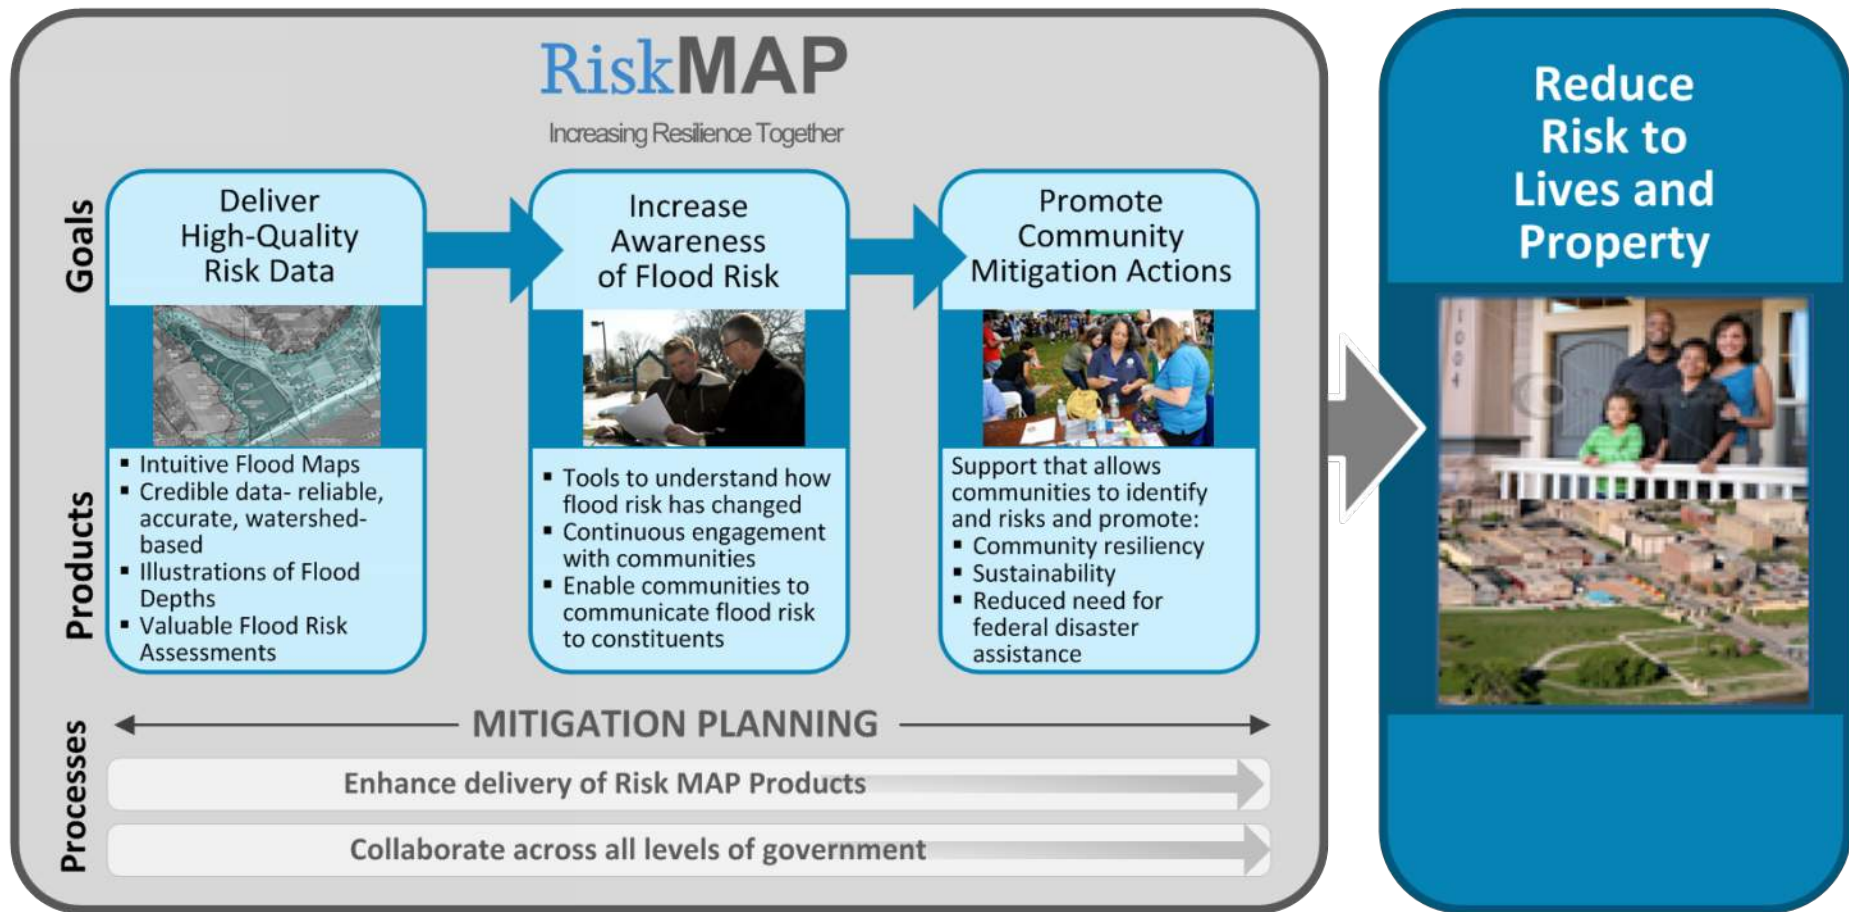 RiskMAP
Increasing Resilience Together
Goals
Deliver
High-Quality
Risk Data
Increase
Awareness
of Flood Risk
Promote
Community
Mitigation Actions
Products
▪ Intuitive Flood Maps
▪ Credible data- reliable,
accurate, watershed-
based
▪ Illustrations of Flood
Depths
▪ Valuable Flood Risk
Assessments
▪ Tools to understand how
flood risk has changed
▪ Continuous engagement
with communities
▪ Enable communities to
communicate flood risk
to constituents
Support that allows
communities to identify
and risks and promote:
▪ Community resiliency
▪ Sustainability
▪ Reduced need for
federal disaster
assistance
Processes
MITIGATION PLANNING
Enhance delivery of Risk MAP Products
Collaborate across all levels of government
Reduce
Risk to
Lives and
Property
1004